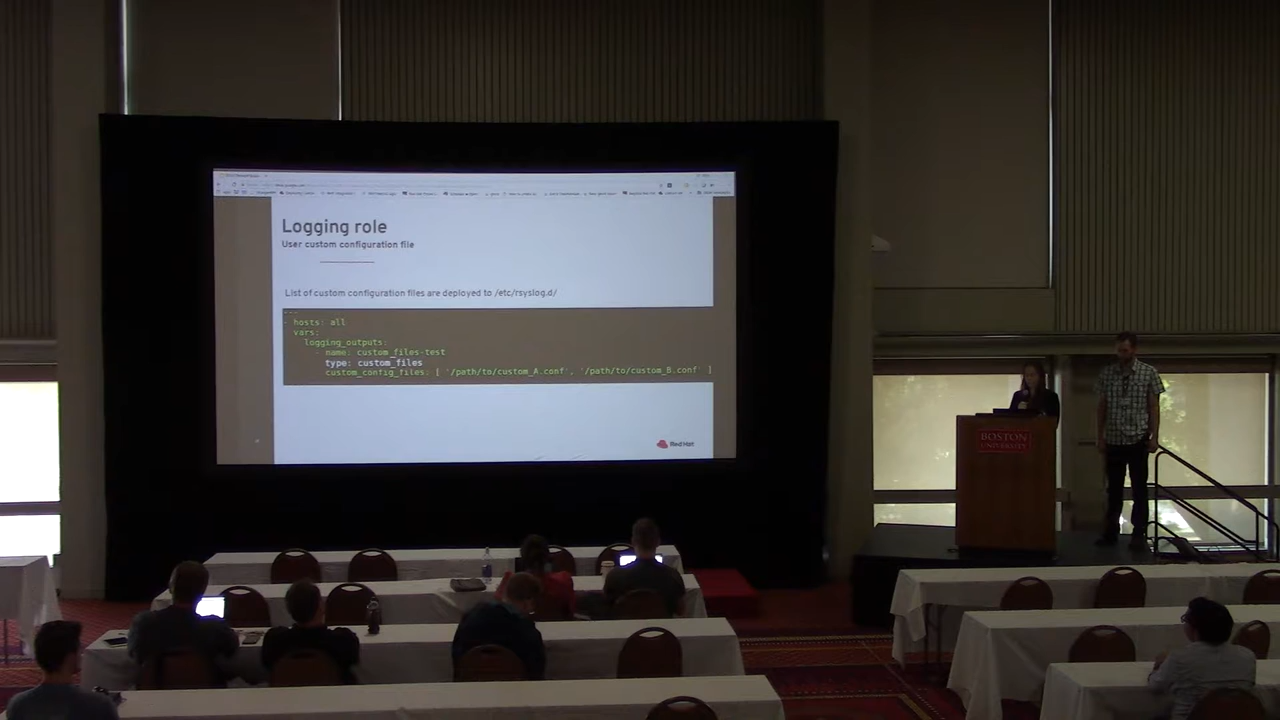 Logging role
User custom configuration file
List of custom configuration files are deployed to /etc/rsyslog.d/
---
- hosts: all
vars:
logging_outputs:
- name: custom_files-test
type: custom_files
custom_config_files: [ '/path/to/custom_A.conf', '/path/to/custom_B.conf' ]
Red Hat
BOSTON
UNIVERSITY